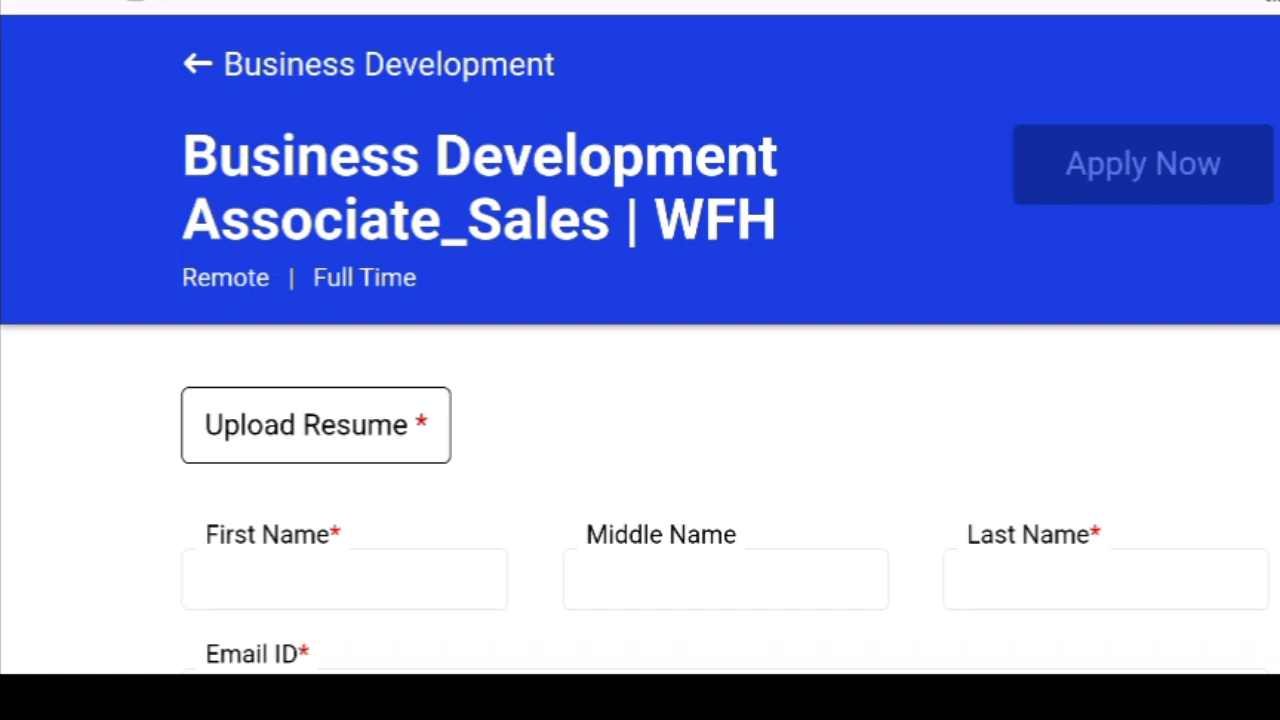 ← Business Development
Business Development
Associate_Sales | WFH
Apply Now
Remote | Full Time
Upload Resume *
First Name*
Middle Name
Last Name*
Email ID*